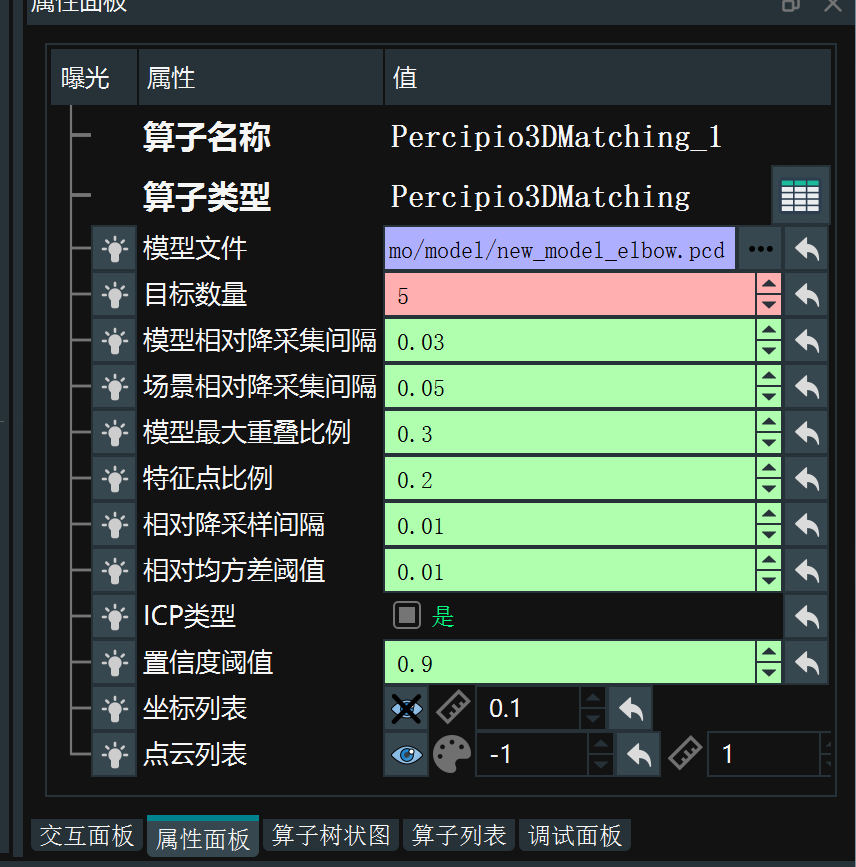 属性面板
曝光 属性 值
算子名称 Percipio3DMatching_1
算子类型 Percipio3DMatching
模型文件 mo/model/new_model_elbow.pcd •••
目标数量 5
模型相对降采集间隔 0.03
场景相对降采集间隔 0.05
模型最大重叠比例 0.3
特征点比例 0.2
相对降采样间隔 0.01
相对均方差阈值 0.01
ICP类型 是
置信度阈值 0.9
坐标列表 0.1
点云列表 -1 1
交互面板 属性面板 算子树状图 算子列表 调试面板